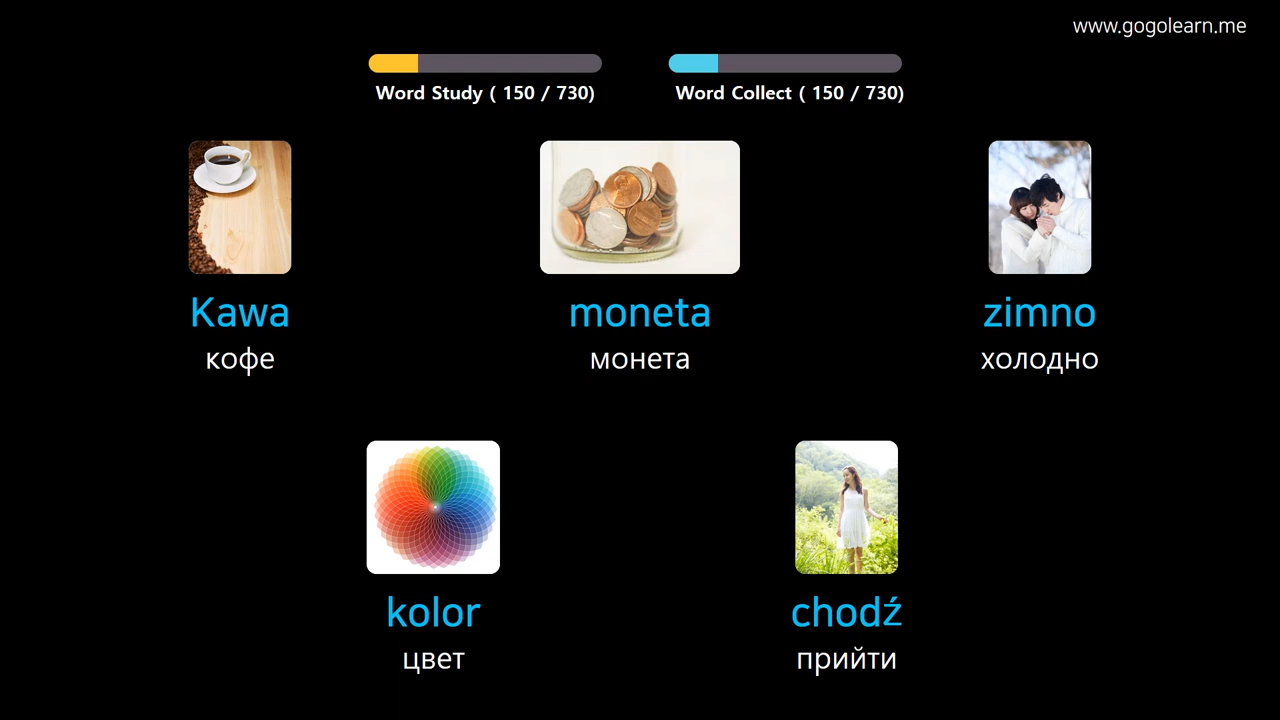 www.gogolearn.me
Word Study ( 150 / 730)
Word Collect ( 150 / 730)
Kawa
кофе
moneta
монета
zimno
холодно
kolor
цвет
chodź
прийти